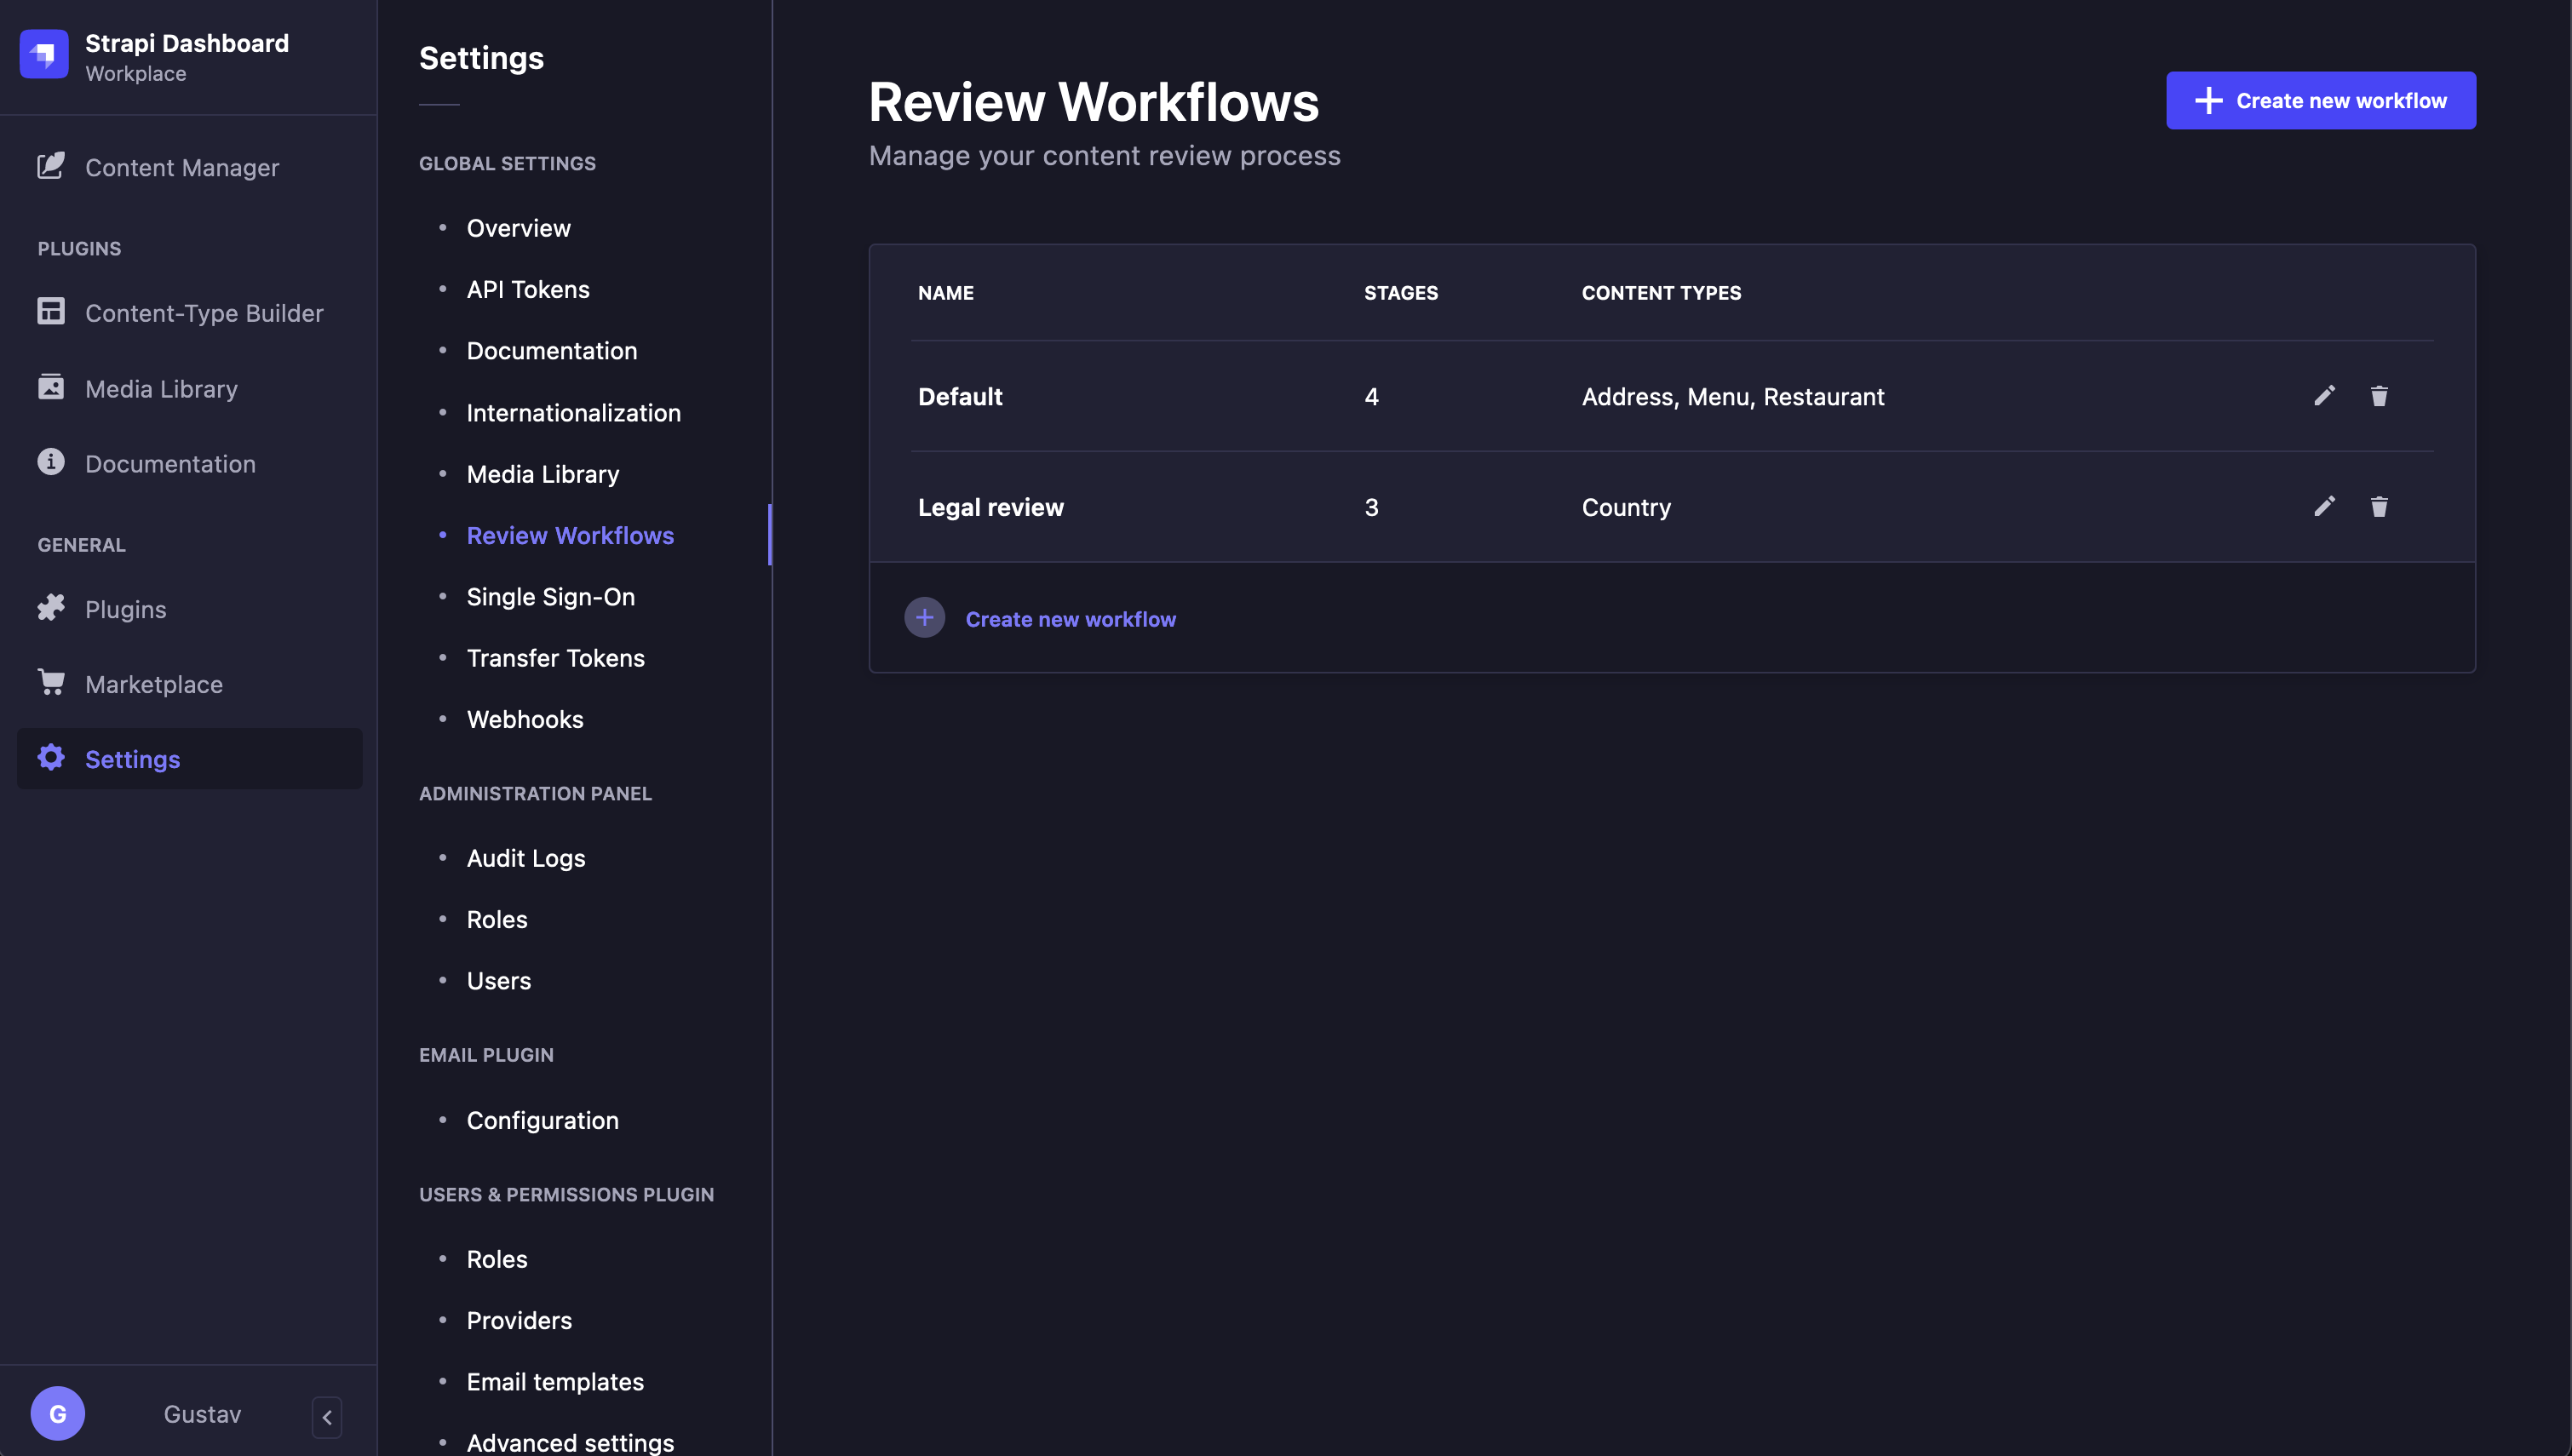 Strapi Dashboard
Workplace
Content Manager
PLUGINS
Content-Type Builder
Media Library
Documentation
GENERAL
Plugins
Marketplace
Settings
G
Gustav
Settings
GLOBAL SETTINGS
Overview
API Tokens
Documentation
Internationalization
Media Library
Review Workflows
Single Sign-On
Transfer Tokens
Webhooks
ADMINISTRATION PANEL
Audit Logs
Roles
Users
EMAIL PLUGIN
Configuration
USERS & PERMISSIONS PLUGIN
Roles
Providers
Email templates
Advanced settings
Review Workflows
Manage your content review process
Create new workflow
NAME STAGES CONTENT TYPES
Default 4 Address, Menu, Restaurant
Legal review 3 Country
Create new workflow